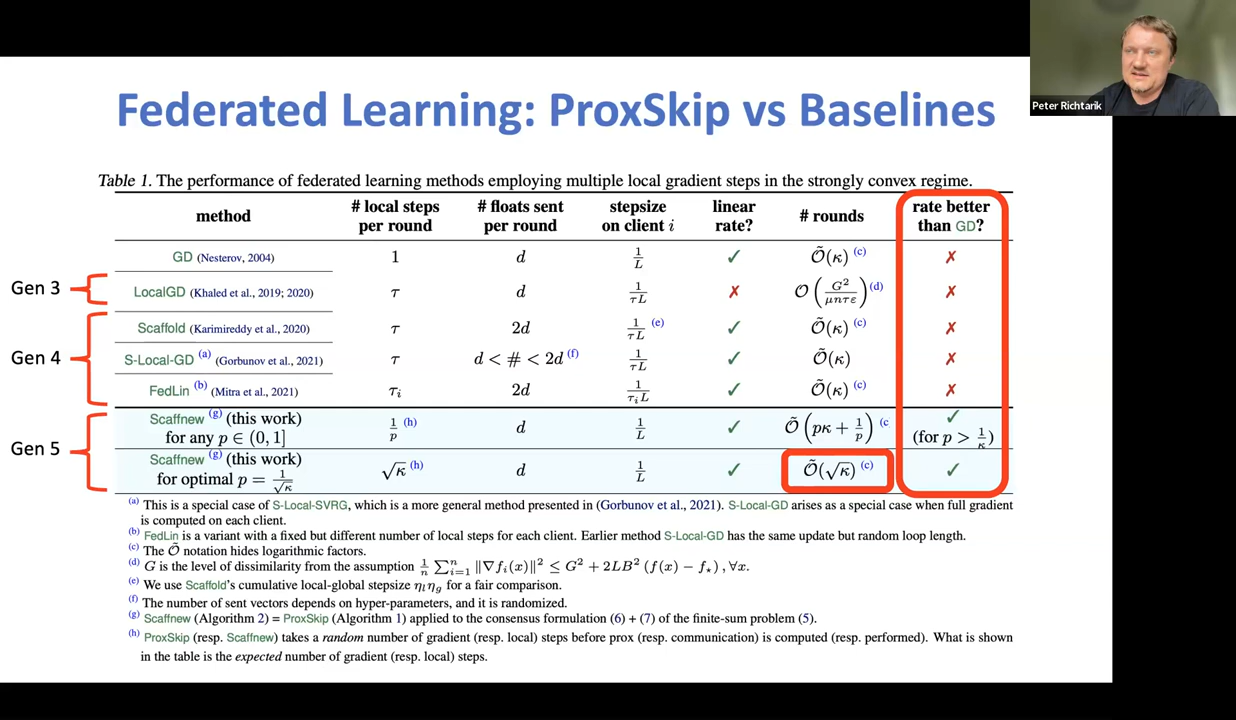 Federated Learning: ProxSkip vs Baselines
Peter Richtarik
Table 1. The performance of federated learning methods employing multiple local gradient steps in the strongly convex regime.
method | # local steps per round | # floats sent per round | stepsize on client i | linear rate? | # rounds | rate better than GD?
GD (Nesterov, 2004) | 1 | d | 1/L | ✓ | Õ(κ) (c) | ✗
Gen 3
LocalGD (Khaled et al., 2019; 2020) | τ | d | 1/(τL) | ✗ | O(G²/(μnτε)) (d) | ✗
Gen 4
Scaffold (Karimireddy et al., 2020) | τ | 2d | 1/(τL) (e) | ✓ | Õ(κ) (c) | ✗
S-Local-GD (a) (Gorbunov et al., 2021) | τ | d < # < 2d (f) | 1/(τL) | ✓ | Õ(κ) | ✗
FedLin (b) (Mitra et al., 2021) | τᵢ | 2d | 1/(τᵢL) | ✓ | Õ(κ) (c) | ✗
Gen 5
Scaffnew (g) (this work) for any p ∈ (0, 1] | 1/p (h) | d | 1/L | ✓ | Õ(pκ + 1/p) (c | ✓ (for p > 1/κ)
Scaffnew (g) (this work) for optimal p = 1/√κ | √κ (h) | d | 1/L | ✓ | Õ(√κ) (c) | ✓
(a) This is a special case of S-Local-SVRG, which is a more general method presented in (Gorbunov et al., 2021). S-Local-GD arises as a special case when full gradient
is computed on each client.
(b) FedLin is a variant with a fixed but different number of local steps for each client. Earlier method S-Local-GD has the same update but random loop length.
(c) The Õ notation hides logarithmic factors.
(d) G is the level of dissimilarity from the assumption 1/n ∑ⁿᵢ₌₁ ‖∇fᵢ(x)‖² ≤ G² + 2LB² (f(x) − f⋆), ∀x.
(e) We use Scaffold's cumulative local-global stepsize ηₗη_g for a fair comparison.
(f) The number of sent vectors depends on hyper-parameters, and it is randomized.
(g) Scaffnew (Algorithm 2) = ProxSkip (Algorithm 1) applied to the consensus formulation (6) + (7) of the finite-sum problem (5).
(h) ProxSkip (resp. Scaffnew) takes a random number of gradient (resp. local) steps before prox (resp. communication) is computed (resp. performed). What is shown
in the table is the expected number of gradient (resp. local) steps.